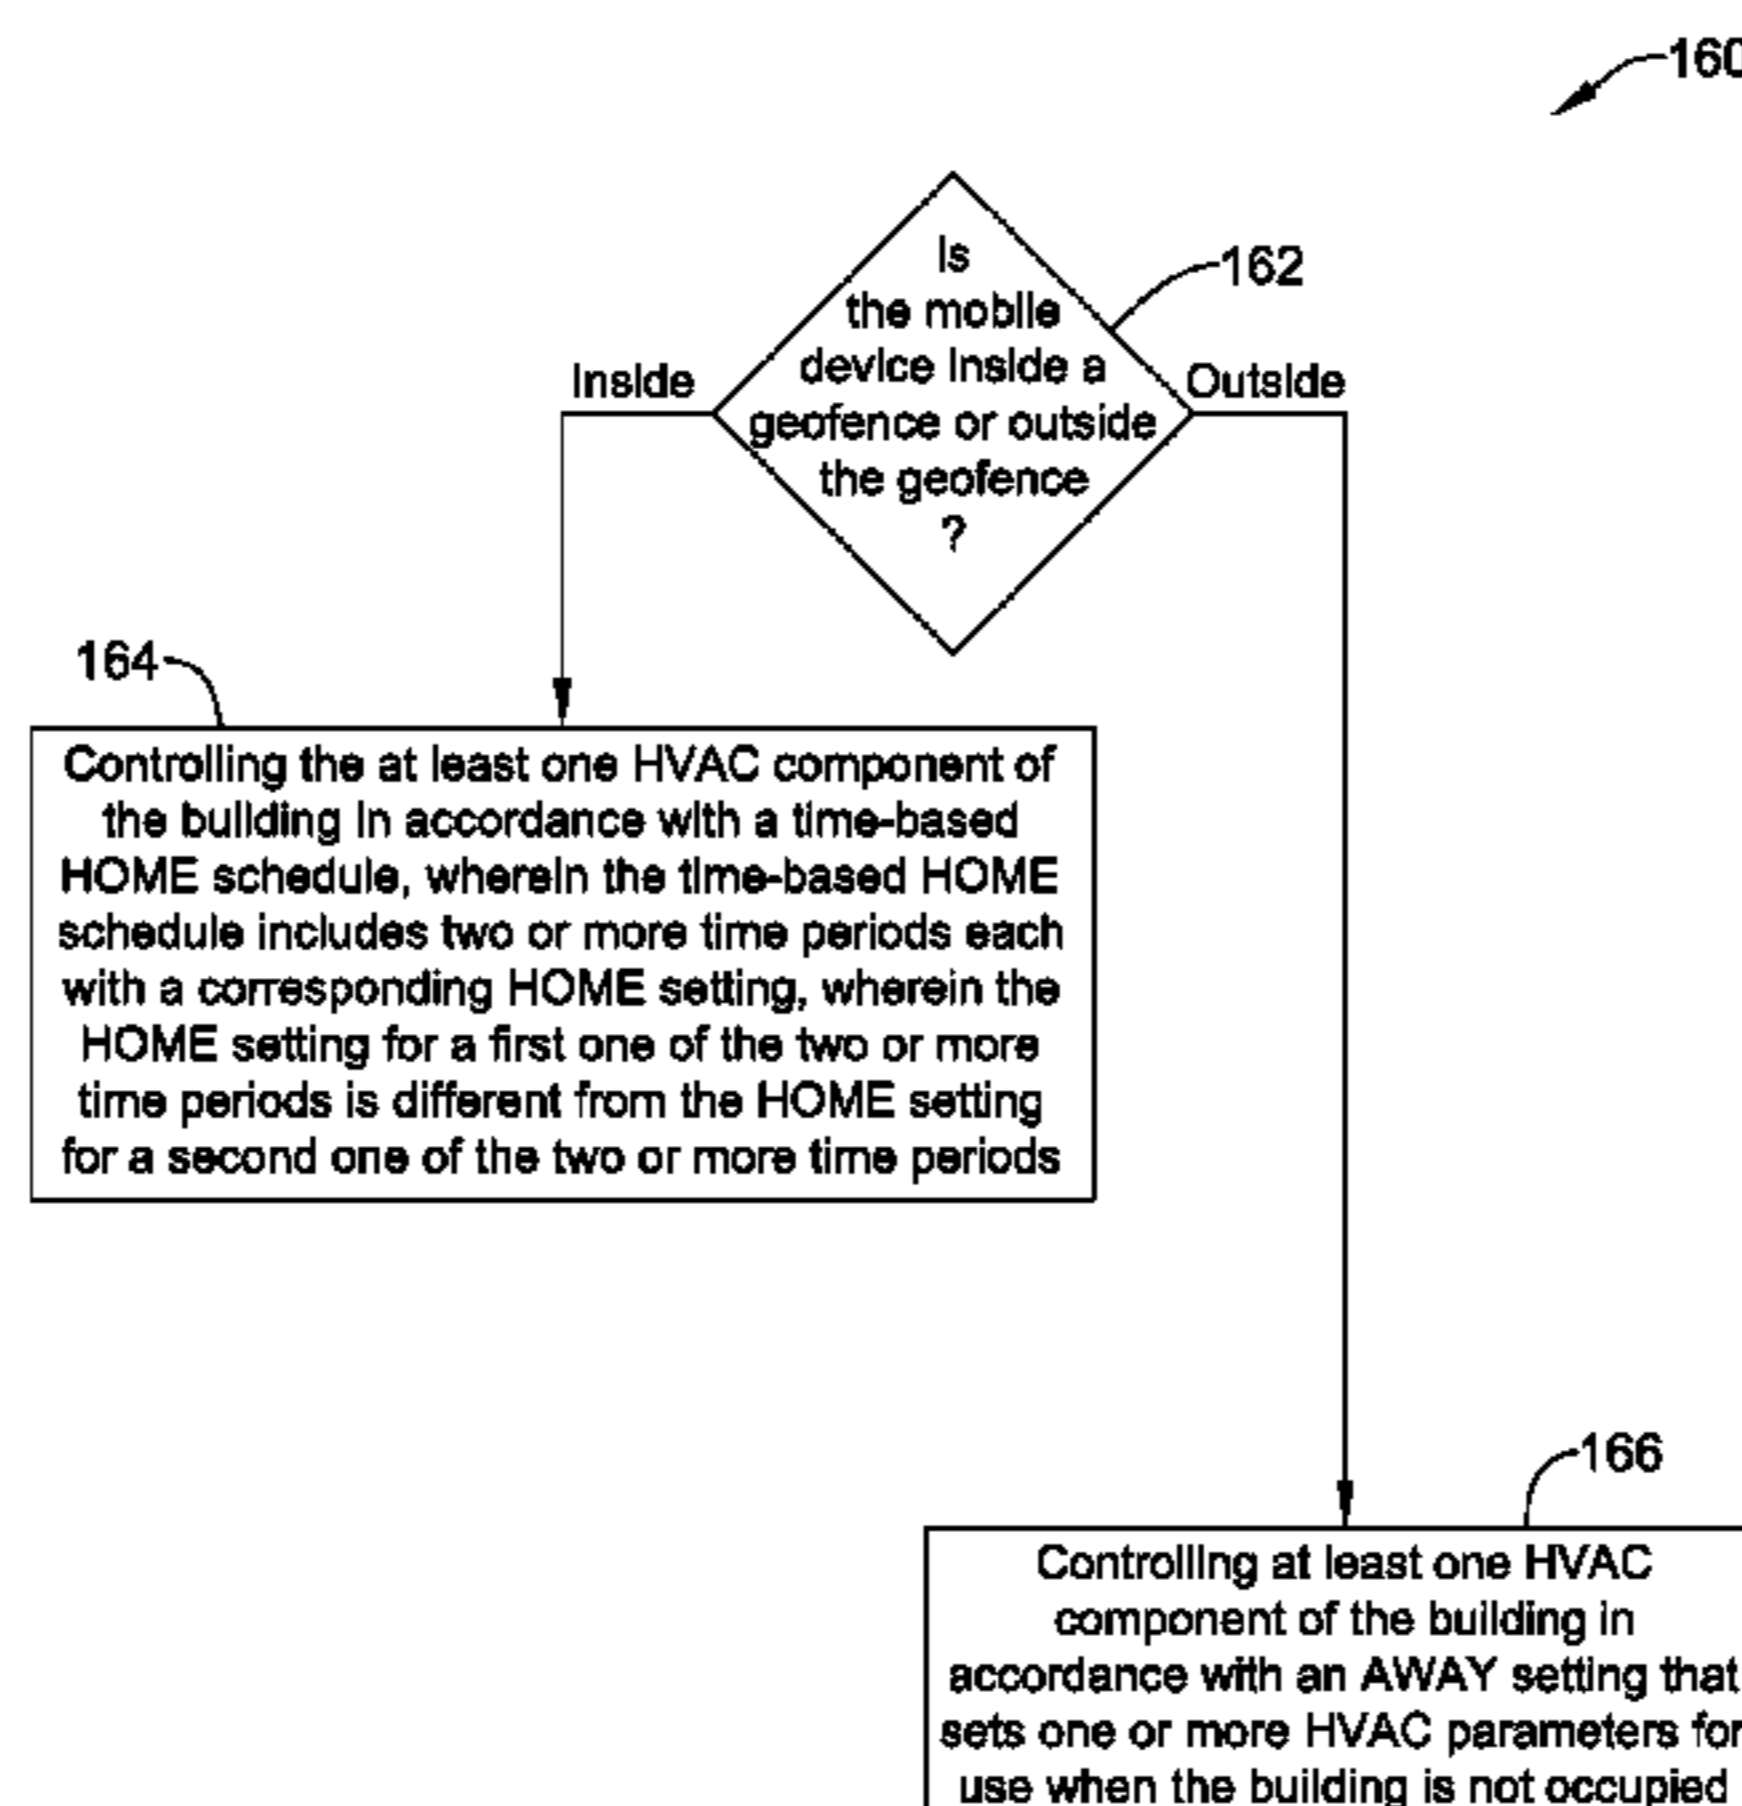 160
Is
the mobile
device inside a
geofence or outside
the geofence
?
162
Inside
Outside
164
Controlling the at least one HVAC component of
the building in accordance with a time-based
HOME schedule, wherein the time-based HOME
schedule includes two or more time periods each
with a corresponding HOME setting, wherein the
HOME setting for a first one of the two or more
time periods is different from the HOME setting
for a second one of the two or more time periods
166
Controlling at least one HVAC
component of the building in
accordance with an AWAY setting that
sets one or more HVAC parameters for
use when the building is not occupied